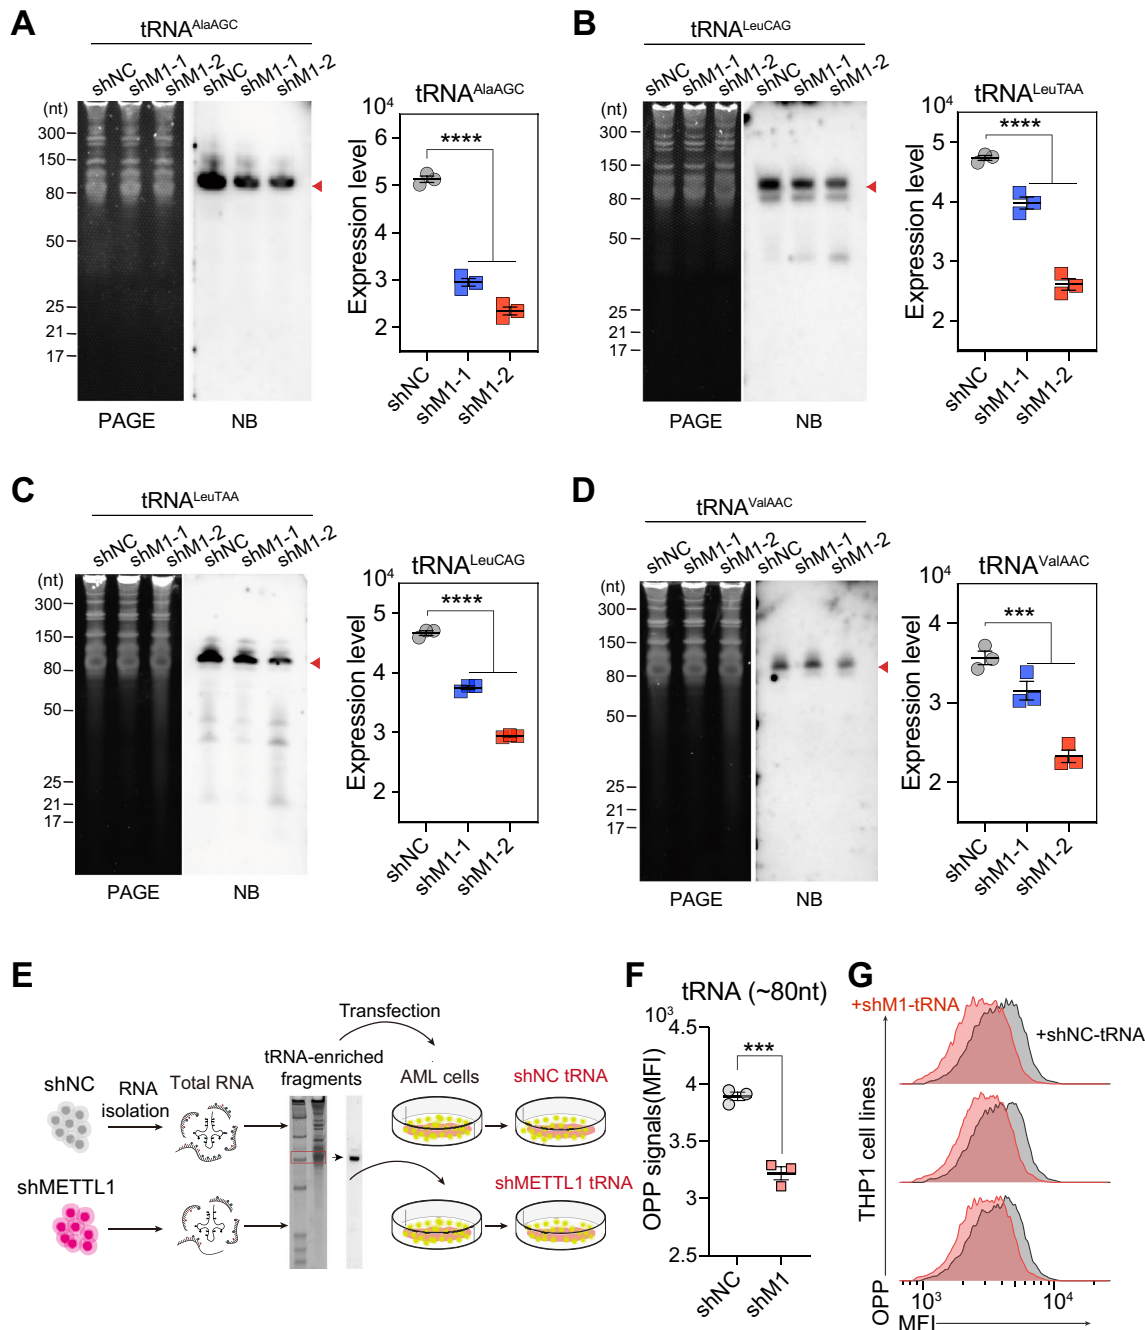 A
tRNA^AlaAGC
shNC shM1-1 shM1-2 shNC shM1-1 shM1-2
(nt)
300
150
80
50
25
21
17
PAGE NB
10^4
tRNA^AlaAGC
Expression level
6
5
3
2
****
shNC shM1-1 shM1-2
B
tRNA^LeuCAG
shNC shM1-1 shM1-2 shNC shM1-1 shM1-2
(nt)
300
150
80
50
25
21
17
PAGE NB
10^4
tRNA^LeuTAA
Expression level
5
4
3
2
****
shNC shM1-1 shM1-2
C
tRNA^LeuTAA
shNC shM1-1 shM1-2 shNC shM1-1 shM1-2
(nt)
300
150
80
50
25
21
17
PAGE NB
10^4
tRNA^LeuCAG
Expression level
5
4
3
2
****
shNC shM1-1 shM1-2
D
tRNA^ValAAC
shNC shM1-1 shM1-2 shNC shM1-1 shM1-2
(nt)
300
150
80
50
25
21
17
PAGE NB
10^4
tRNA^ValAAC
Expression level
4
3
2
***
shNC shM1-1 shM1-2
E
Transfection
tRNA-enriched
fragments
shNC
RNA
isolation
Total RNA
AML cells
shNC tRNA
shMETTL1
shMETTL1 tRNA
F
tRNA (~80nt)
10^3
OPP signals(MFI)
4.5
4
3.5
3
2.5
***
shNC shM1
G
+shM1-tRNA
+shNC-tRNA
THP1 cell lines
OPP
10^3 10^4
MFI